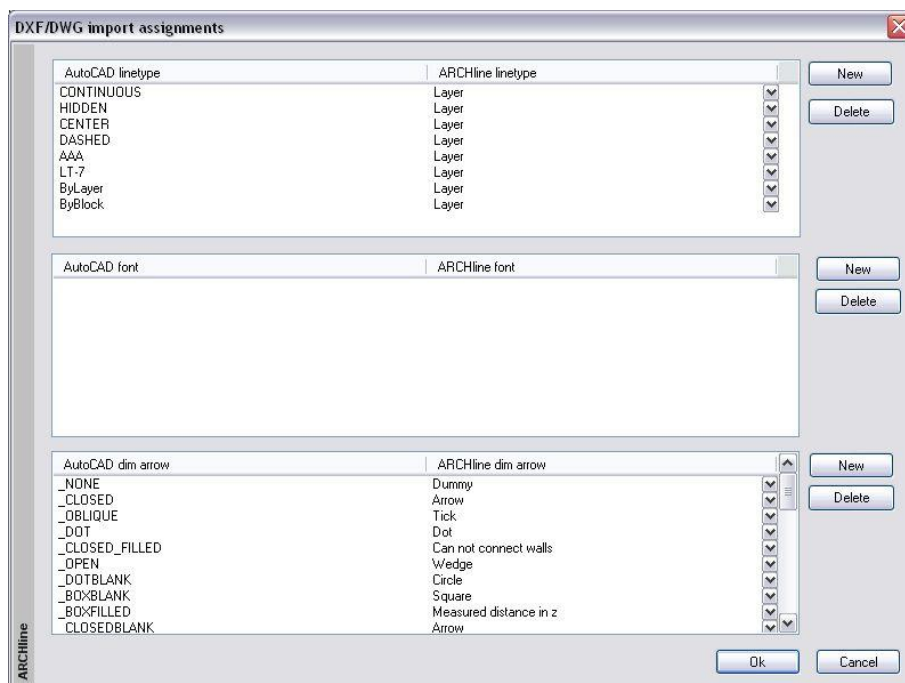 DXF/DWG import assignments
AutoCAD linetype ARCHline linetype
CONTINUOUS Layer
HIDDEN Layer
CENTER Layer
DASHED Layer
AAA Layer
LT-7 Layer
ByLayer Layer
ByBlock Layer
New
Delete
AutoCAD font ARCHline font
New
Delete
AutoCAD dim arrow ARCHline dim arrow
_NONE Dummy
_CLOSED Arrow
_OBLIQUE Tick
_DOT Dot
_CLOSED_FILLED Can not connect walls
_OPEN Wedge
_DOTBLANK Circle
_BOXBLANK Square
_BOXFILLED Measured distance in z
_CLOSEDBLANK Arrow
New
Delete
ARCHline
Ok Cancel